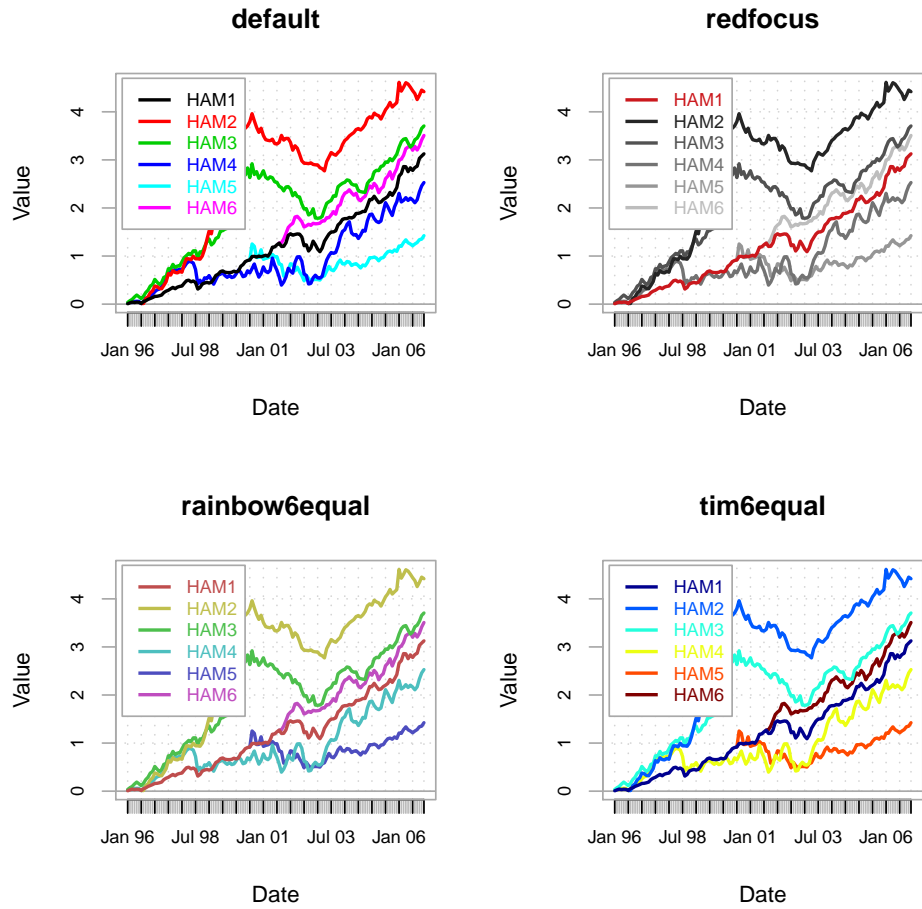 default
HAM1
HAM2
HAM3
HAM4
HAM5
HAM6
Value
0
1
2
3
4
Jan 96
Jul 98
Jan 01
Jul 03
Jan 06
Date
redfocus
HAM1
HAM2
HAM3
HAM4
HAM5
HAM6
Value
0
1
2
3
4
Jan 96
Jul 98
Jan 01
Jul 03
Jan 06
Date
rainbow6equal
HAM1
HAM2
HAM3
HAM4
HAM5
HAM6
Value
0
1
2
3
4
Jan 96
Jul 98
Jan 01
Jul 03
Jan 06
Date
tim6equal
HAM1
HAM2
HAM3
HAM4
HAM5
HAM6
Value
0
1
2
3
4
Jan 96
Jul 98
Jan 01
Jul 03
Jan 06
Date